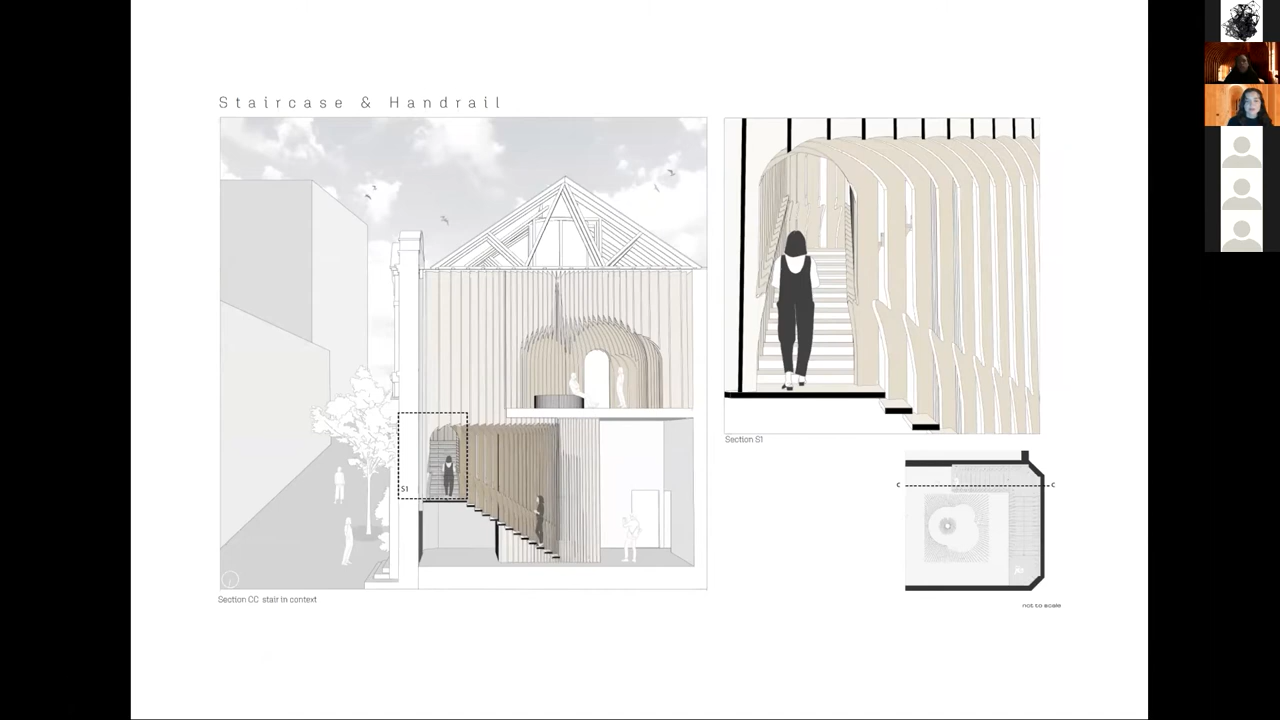 Staircase & Handrail
S1
Section CC stair in context
Section S1
c
c
not to scale